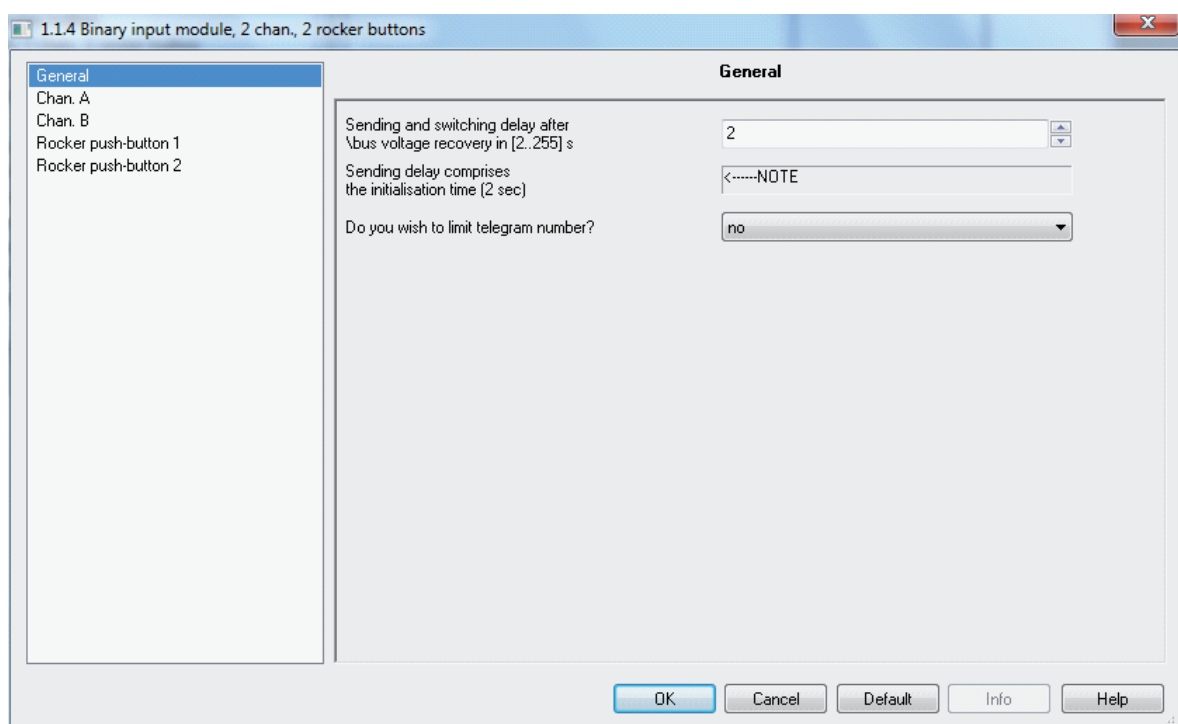 1.1.4 Binary input module, 2 chan., 2 rocker buttons
General
Chan. A
Chan. B
Rocker push-button 1
Rocker push-button 2
General
Sending and switching delay after
\bus voltage recovery in [2..255] s
2
Sending delay comprises
the initialisation time (2 sec)
<------NOTE
Do you wish to limit telegram number?
no
OK
Cancel
Default
Info
Help